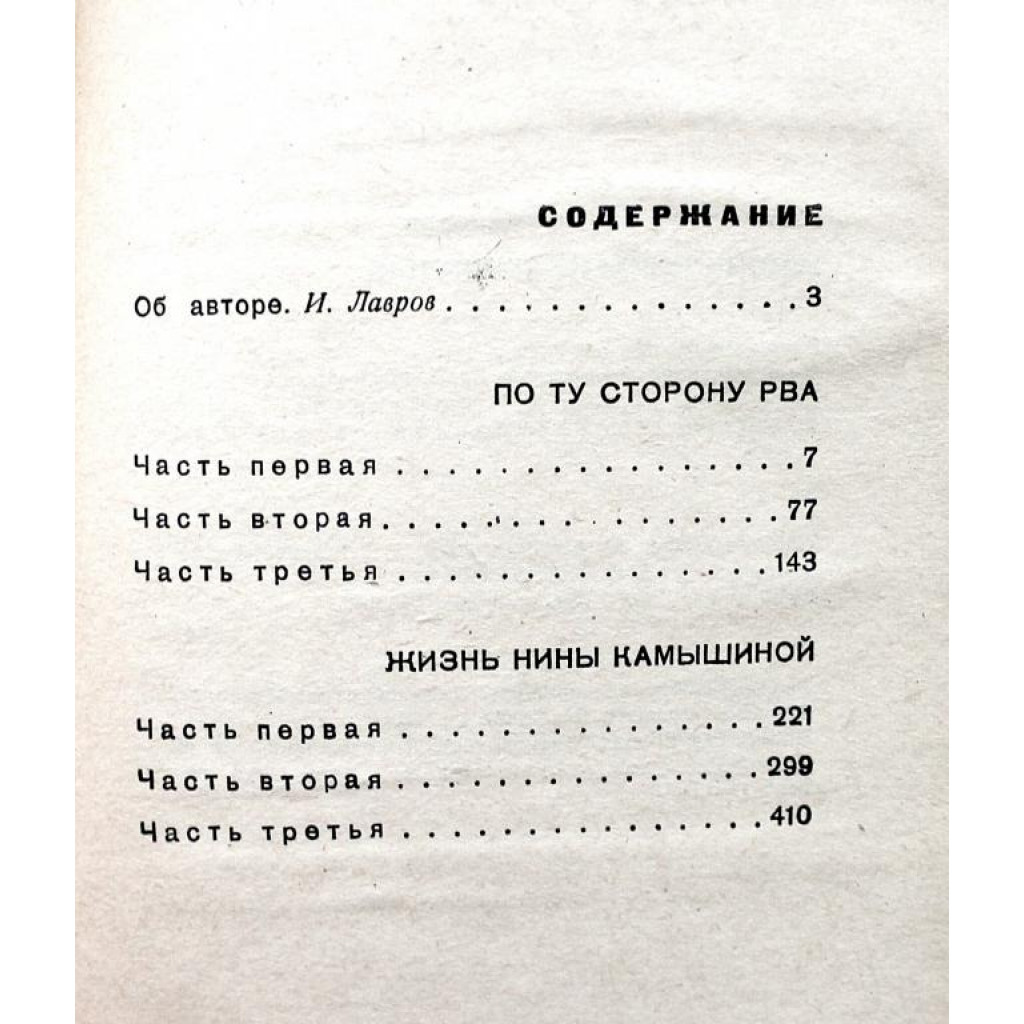 СОДЕРЖАНИЕ
Об авторе. И. Лавров . . . . . . . . . . . . . . 3
ПО ТУ СТОРОНУ РВА
Часть первая . . . . . . . . . . . . . . . . 7
Часть вторая . . . . . . . . . . . . . . . . 77
Часть третья . . . . . . . . . . . . . . . 143
ЖИЗНЬ НИНЫ КАМЫШИНОЙ
Часть первая . . . . . . . . . . . . . . . 221
Часть вторая . . . . . . . . . . . . . . . 299
Часть третья . . . . . . . . . . . . . . . 410